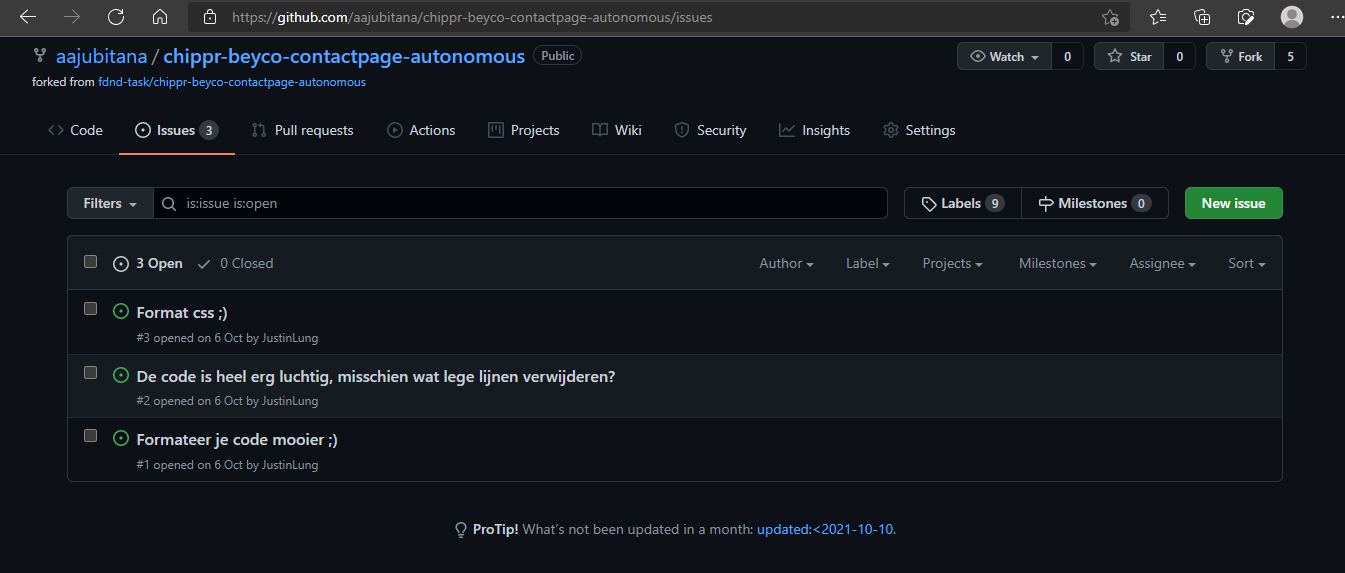 https://github.com/aajubitana/chippr-beyco-contactpage-autonomous/issues
aajubitana / chippr-beyco-contactpage-autonomous Public Watch 0 Star 0 Fork 5
forked from fdnd-task/chippr-beyco-contactpage-autonomous
Code Issues 3 Pull requests Actions Projects Wiki Security Insights Settings
Filters is:issue is:open Labels 9 Milestones 0 New issue
3 Open 0 Closed Author Label Projects Milestones Assignee Sort
Format css ;)
#3 opened on 6 Oct by JustinLung
De code is heel erg luchtig, misschien wat lege lijnen verwijderen?
#2 opened on 6 Oct by JustinLung
Formateer je code mooier ;)
#1 opened on 6 Oct by JustinLung
ProTip! What's not been updated in a month: updated:<2021-10-10.